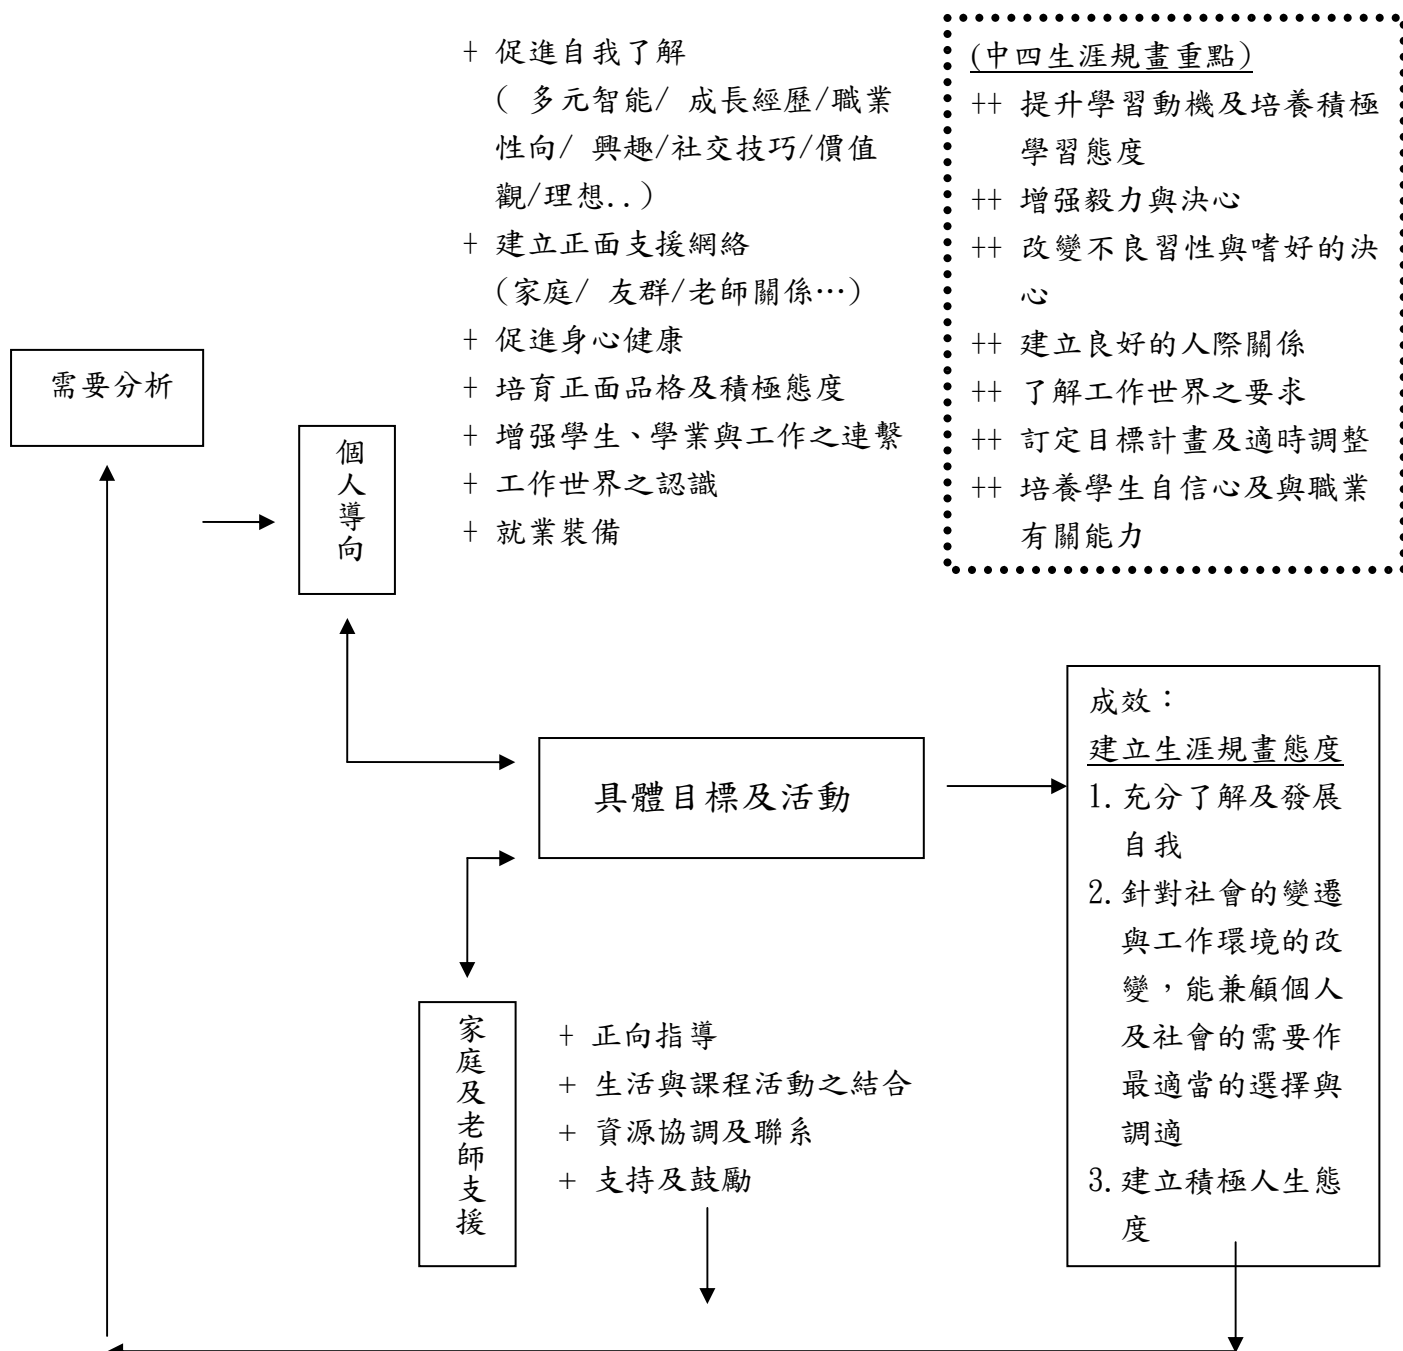 + 促進自我了解
( 多元智能/ 成長經歷/職業
性向/ 興趣/社交技巧/價值
觀/理想..)
+ 建立正面支援網絡
(家庭/ 友群/老師關係…)
+ 促進身心健康
+ 培育正面品格及積極態度
+ 增强學生、學業與工作之連繫
+ 工作世界之認識
+ 就業裝備
(中四生涯規畫重點)
++ 提升學習動機及培養積極
學習態度
++ 增强毅力與決心
++ 改變不良習性與嗜好的決
心
++ 建立良好的人際關係
++ 了解工作世界之要求
++ 訂定目標計畫及適時調整
++ 培養學生自信心及與職業
有關能力
需要分析
個人導向
具體目標及活動
成效：
建立生涯規畫態度
1.充分了解及發展
自我
2.針對社會的變遷
與工作環境的改
變，能兼顧個人
及社會的需要作
最適當的選擇與
調適
3.建立積極人生態
度
家庭及老師支援
+ 正向指導
+ 生活與課程活動之結合
+ 資源協調及聯系
+ 支持及鼓勵